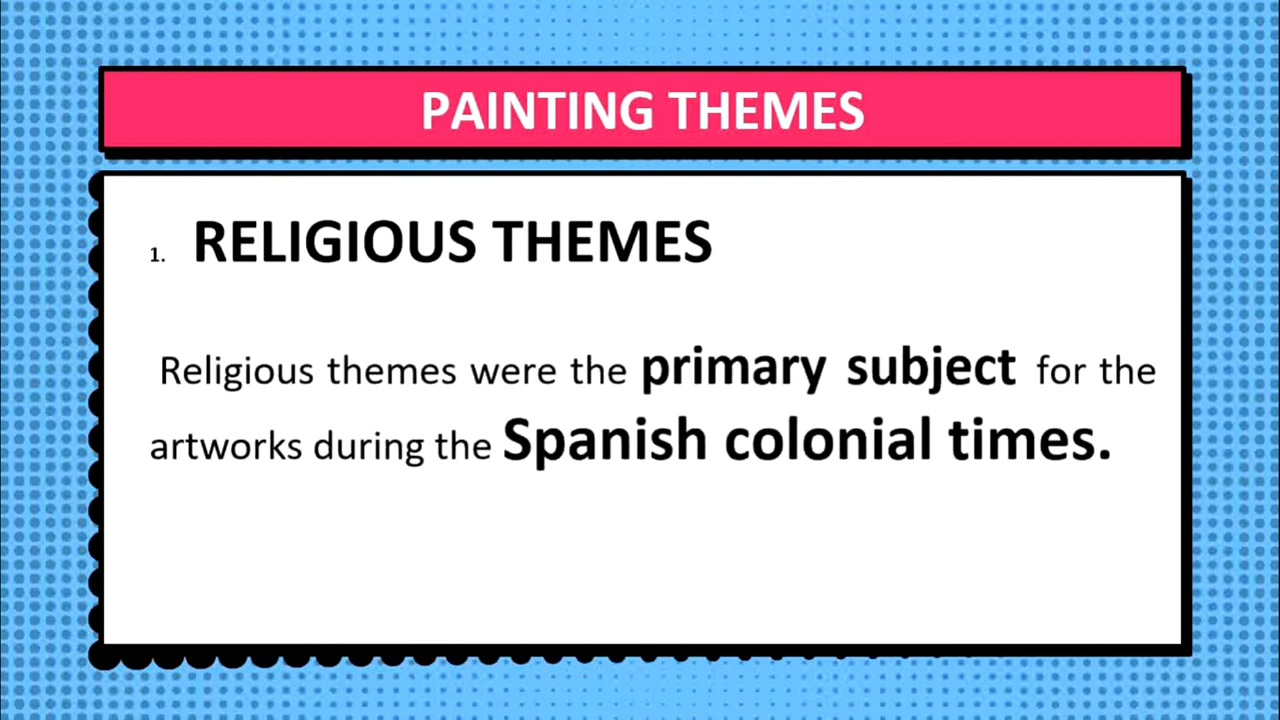 PAINTING THEMES
1. RELIGIOUS THEMES
Religious themes were the primary subject for the
artworks during the Spanish colonial times.